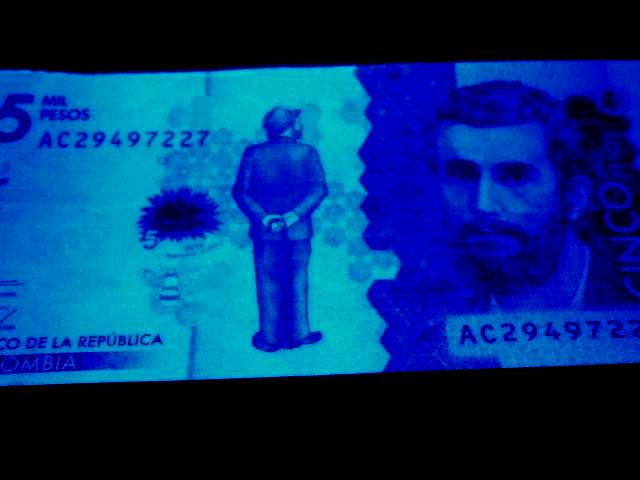 5 MIL
PESOS
AC29497227
5
CO DE LA REPÚBLICA
OMBIA
CINCO
AC2949722